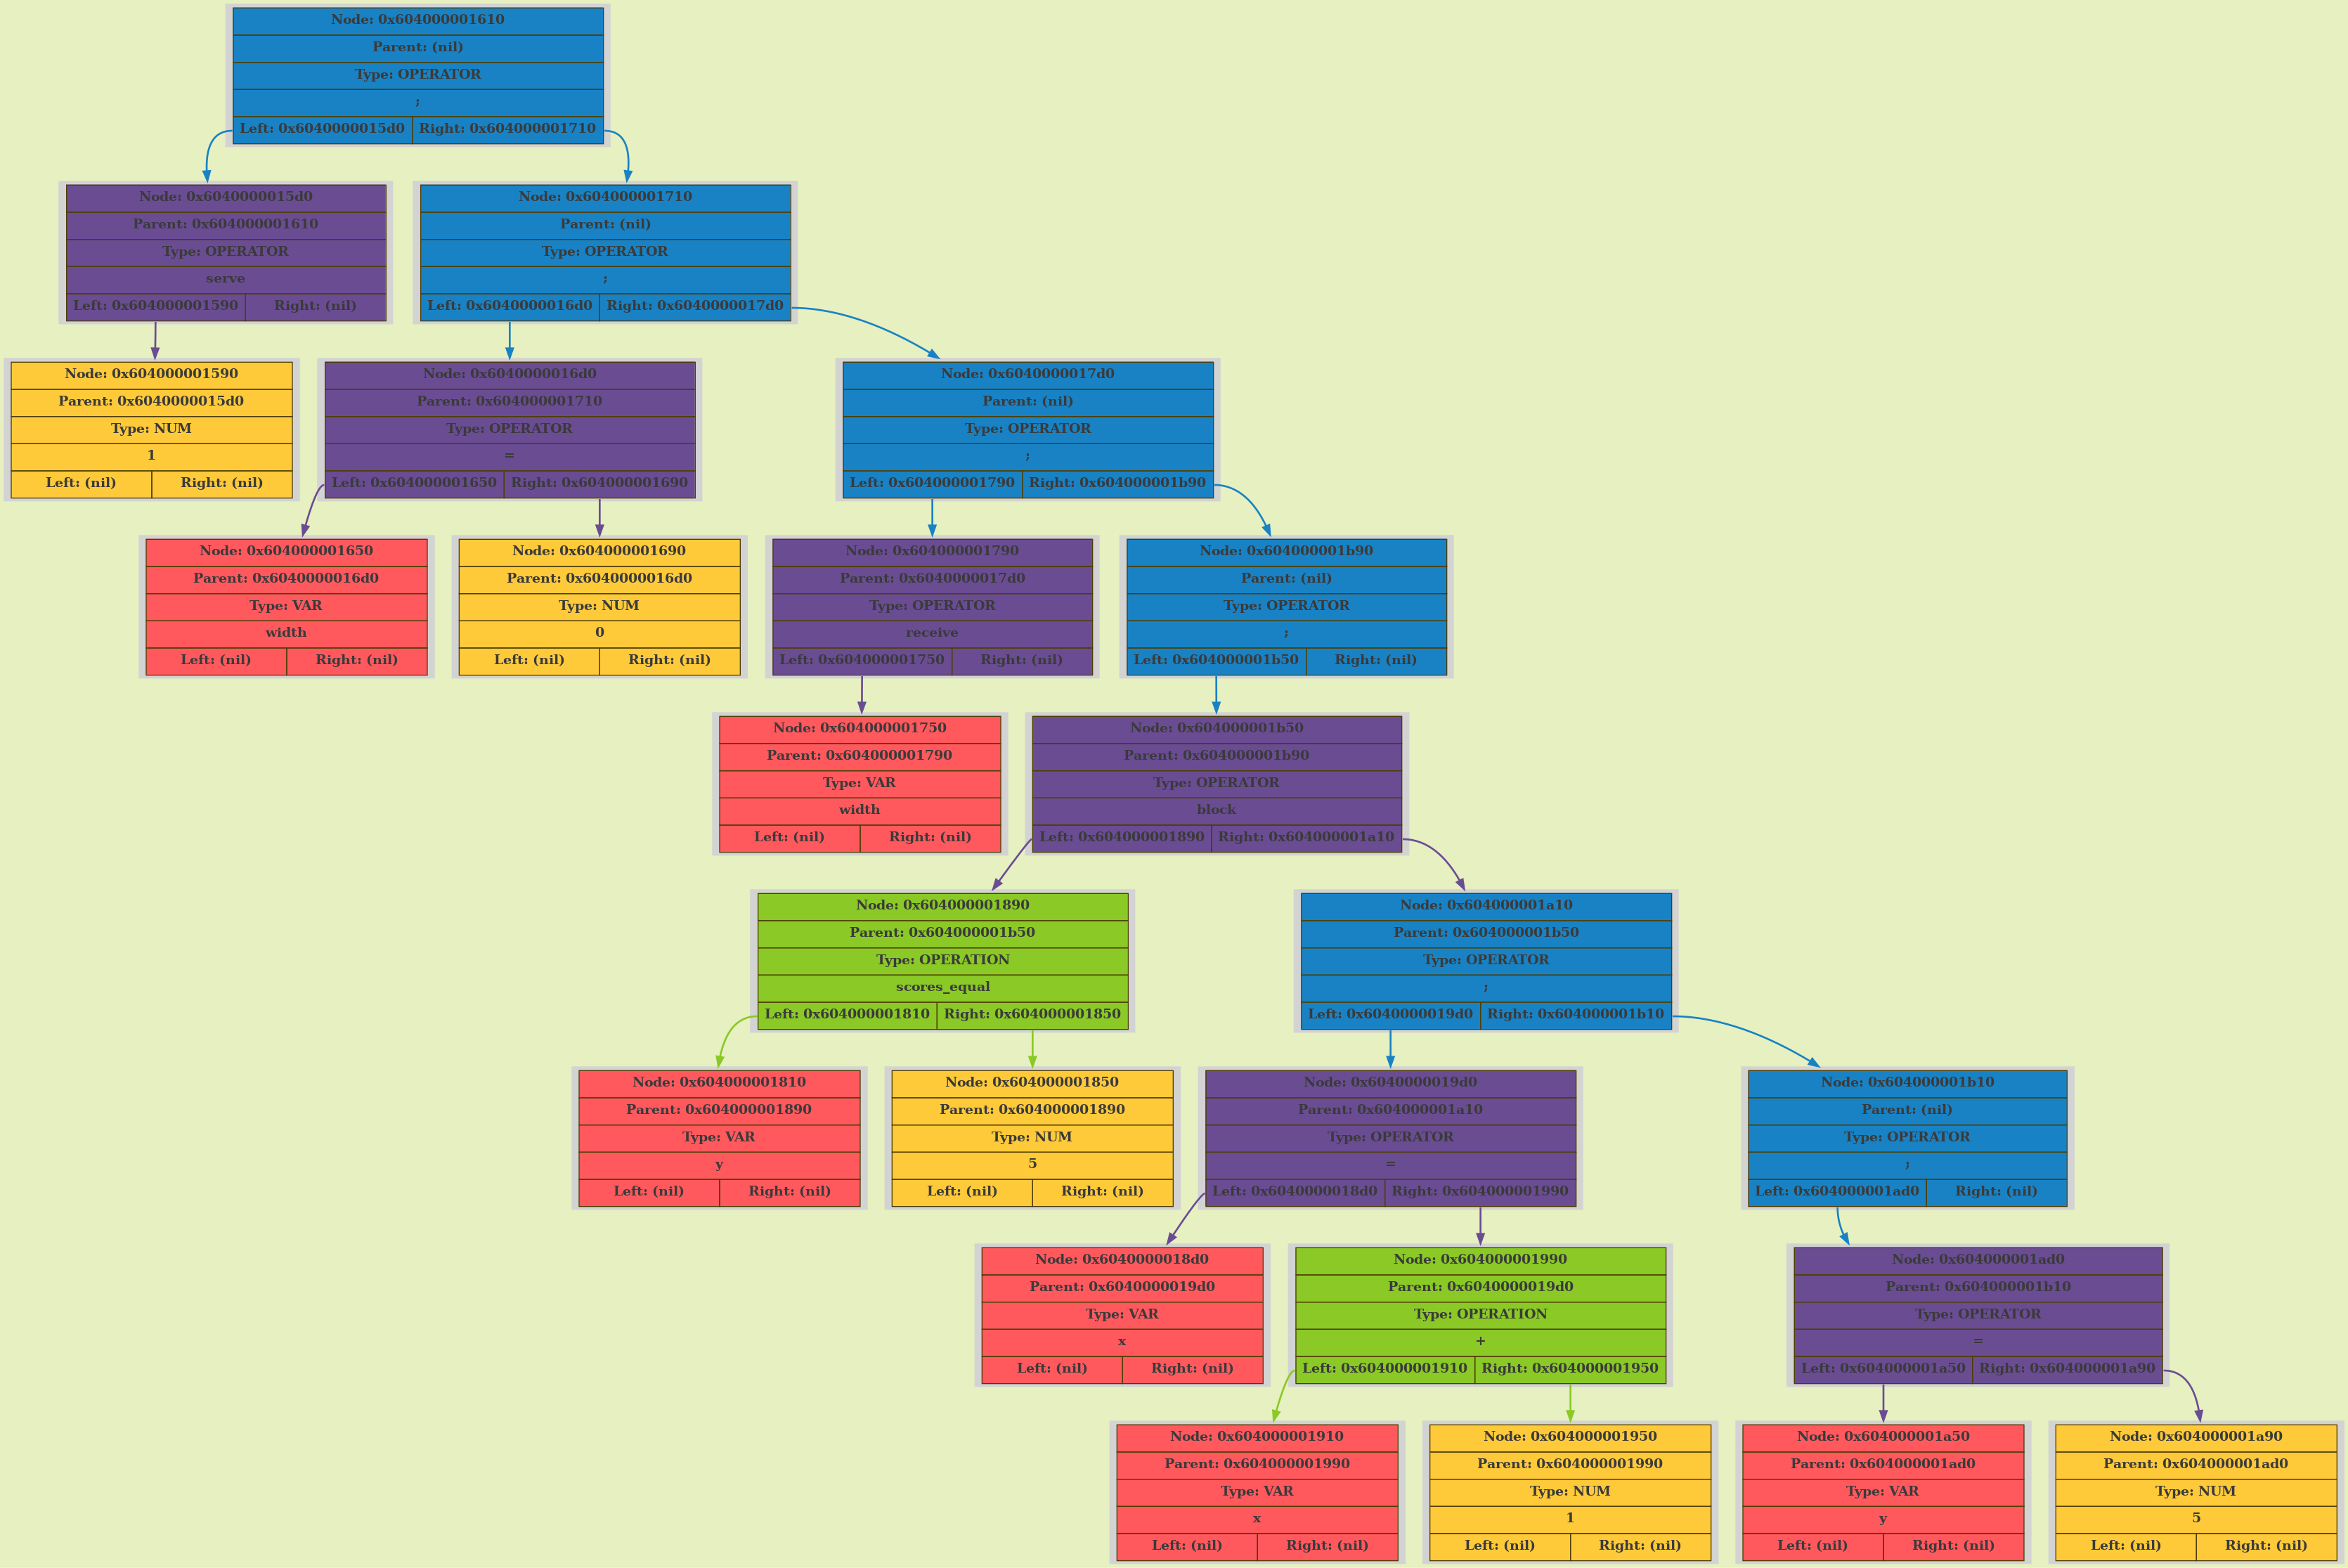 Node: 0x604000001610
Parent: (nil)
Type: OPERATOR
;
Left: 0x6040000015d0 Right: 0x604000001710
Node: 0x6040000015d0
Parent: 0x604000001610
Type: OPERATOR
serve
Left: 0x604000001590 Right: (nil)
Node: 0x604000001710
Parent: (nil)
Type: OPERATOR
;
Left: 0x6040000016d0 Right: 0x6040000017d0
Node: 0x604000001590
Parent: 0x6040000015d0
Type: NUM
1
Left: (nil) Right: (nil)
Node: 0x6040000016d0
Parent: 0x604000001710
Type: OPERATOR
=
Left: 0x604000001650 Right: 0x604000001690
Node: 0x6040000017d0
Parent: (nil)
Type: OPERATOR
;
Left: 0x604000001790 Right: 0x604000001b90
Node: 0x604000001650
Parent: 0x6040000016d0
Type: VAR
width
Left: (nil) Right: (nil)
Node: 0x604000001690
Parent: 0x6040000016d0
Type: NUM
0
Left: (nil) Right: (nil)
Node: 0x604000001790
Parent: 0x6040000017d0
Type: OPERATOR
receive
Left: 0x604000001750 Right: (nil)
Node: 0x604000001b90
Parent: (nil)
Type: OPERATOR
;
Left: 0x604000001b50 Right: (nil)
Node: 0x604000001750
Parent: 0x604000001790
Type: VAR
width
Left: (nil) Right: (nil)
Node: 0x604000001b50
Parent: 0x604000001b90
Type: OPERATOR
block
Left: 0x604000001890 Right: 0x604000001a10
Node: 0x604000001890
Parent: 0x604000001b50
Type: OPERATION
scores_equal
Left: 0x604000001810 Right: 0x604000001850
Node: 0x604000001a10
Parent: 0x604000001b50
Type: OPERATOR
;
Left: 0x6040000019d0 Right: 0x604000001b10
Node: 0x604000001810
Parent: 0x604000001890
Type: VAR
y
Left: (nil) Right: (nil)
Node: 0x604000001850
Parent: 0x604000001890
Type: NUM
5
Left: (nil) Right: (nil)
Node: 0x6040000019d0
Parent: 0x604000001a10
Type: OPERATOR
=
Left: 0x6040000018d0 Right: 0x604000001990
Node: 0x604000001b10
Parent: (nil)
Type: OPERATOR
;
Left: 0x604000001ad0 Right: (nil)
Node: 0x6040000018d0
Parent: 0x6040000019d0
Type: VAR
x
Left: (nil) Right: (nil)
Node: 0x604000001990
Parent: 0x6040000019d0
Type: OPERATION
+
Left: 0x604000001910 Right: 0x604000001950
Node: 0x604000001ad0
Parent: 0x604000001b10
Type: OPERATOR
=
Left: 0x604000001a50 Right: 0x604000001a90
Node: 0x604000001910
Parent: 0x604000001990
Type: VAR
x
Left: (nil) Right: (nil)
Node: 0x604000001950
Parent: 0x604000001990
Type: NUM
1
Left: (nil) Right: (nil)
Node: 0x604000001a50
Parent: 0x604000001ad0
Type: VAR
y
Left: (nil) Right: (nil)
Node: 0x604000001a90
Parent: 0x604000001ad0
Type: NUM
5
Left: (nil) Right: (nil)